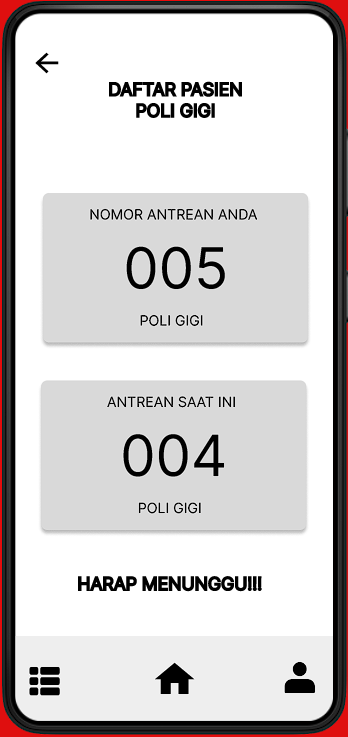 DAFTAR PASIEN
POLI GIGI
NOMOR ANTREAN ANDA
005
POLI GIGI
ANTREAN SAAT INI
004
POLI GIGI
HARAP MENUNGGU!!!